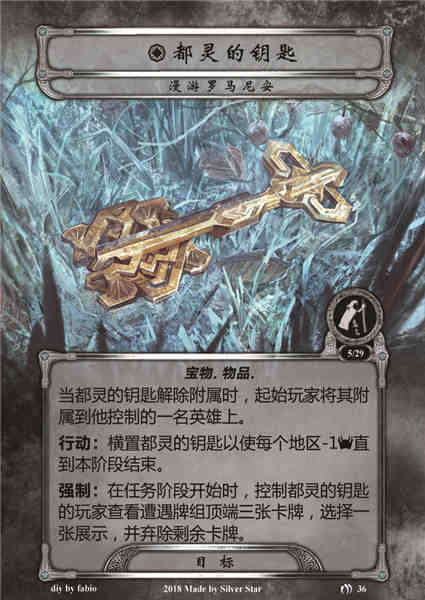 都灵的钥匙
漫游罗马尼安
5/29
宝物. 物品.
当都灵的钥匙解除附属时，起始玩家将其附
属到他控制的一名英雄上。
行动：横置都灵的钥匙以使每个地区-1直
到本阶段结束。
强制：在任务阶段开始时，控制都灵的钥匙
的玩家查看遭遇牌组顶端三张卡牌，选择一
张展示，并弃除剩余卡牌。
目标
diy by fabio
2018 Made by Silver Star
36